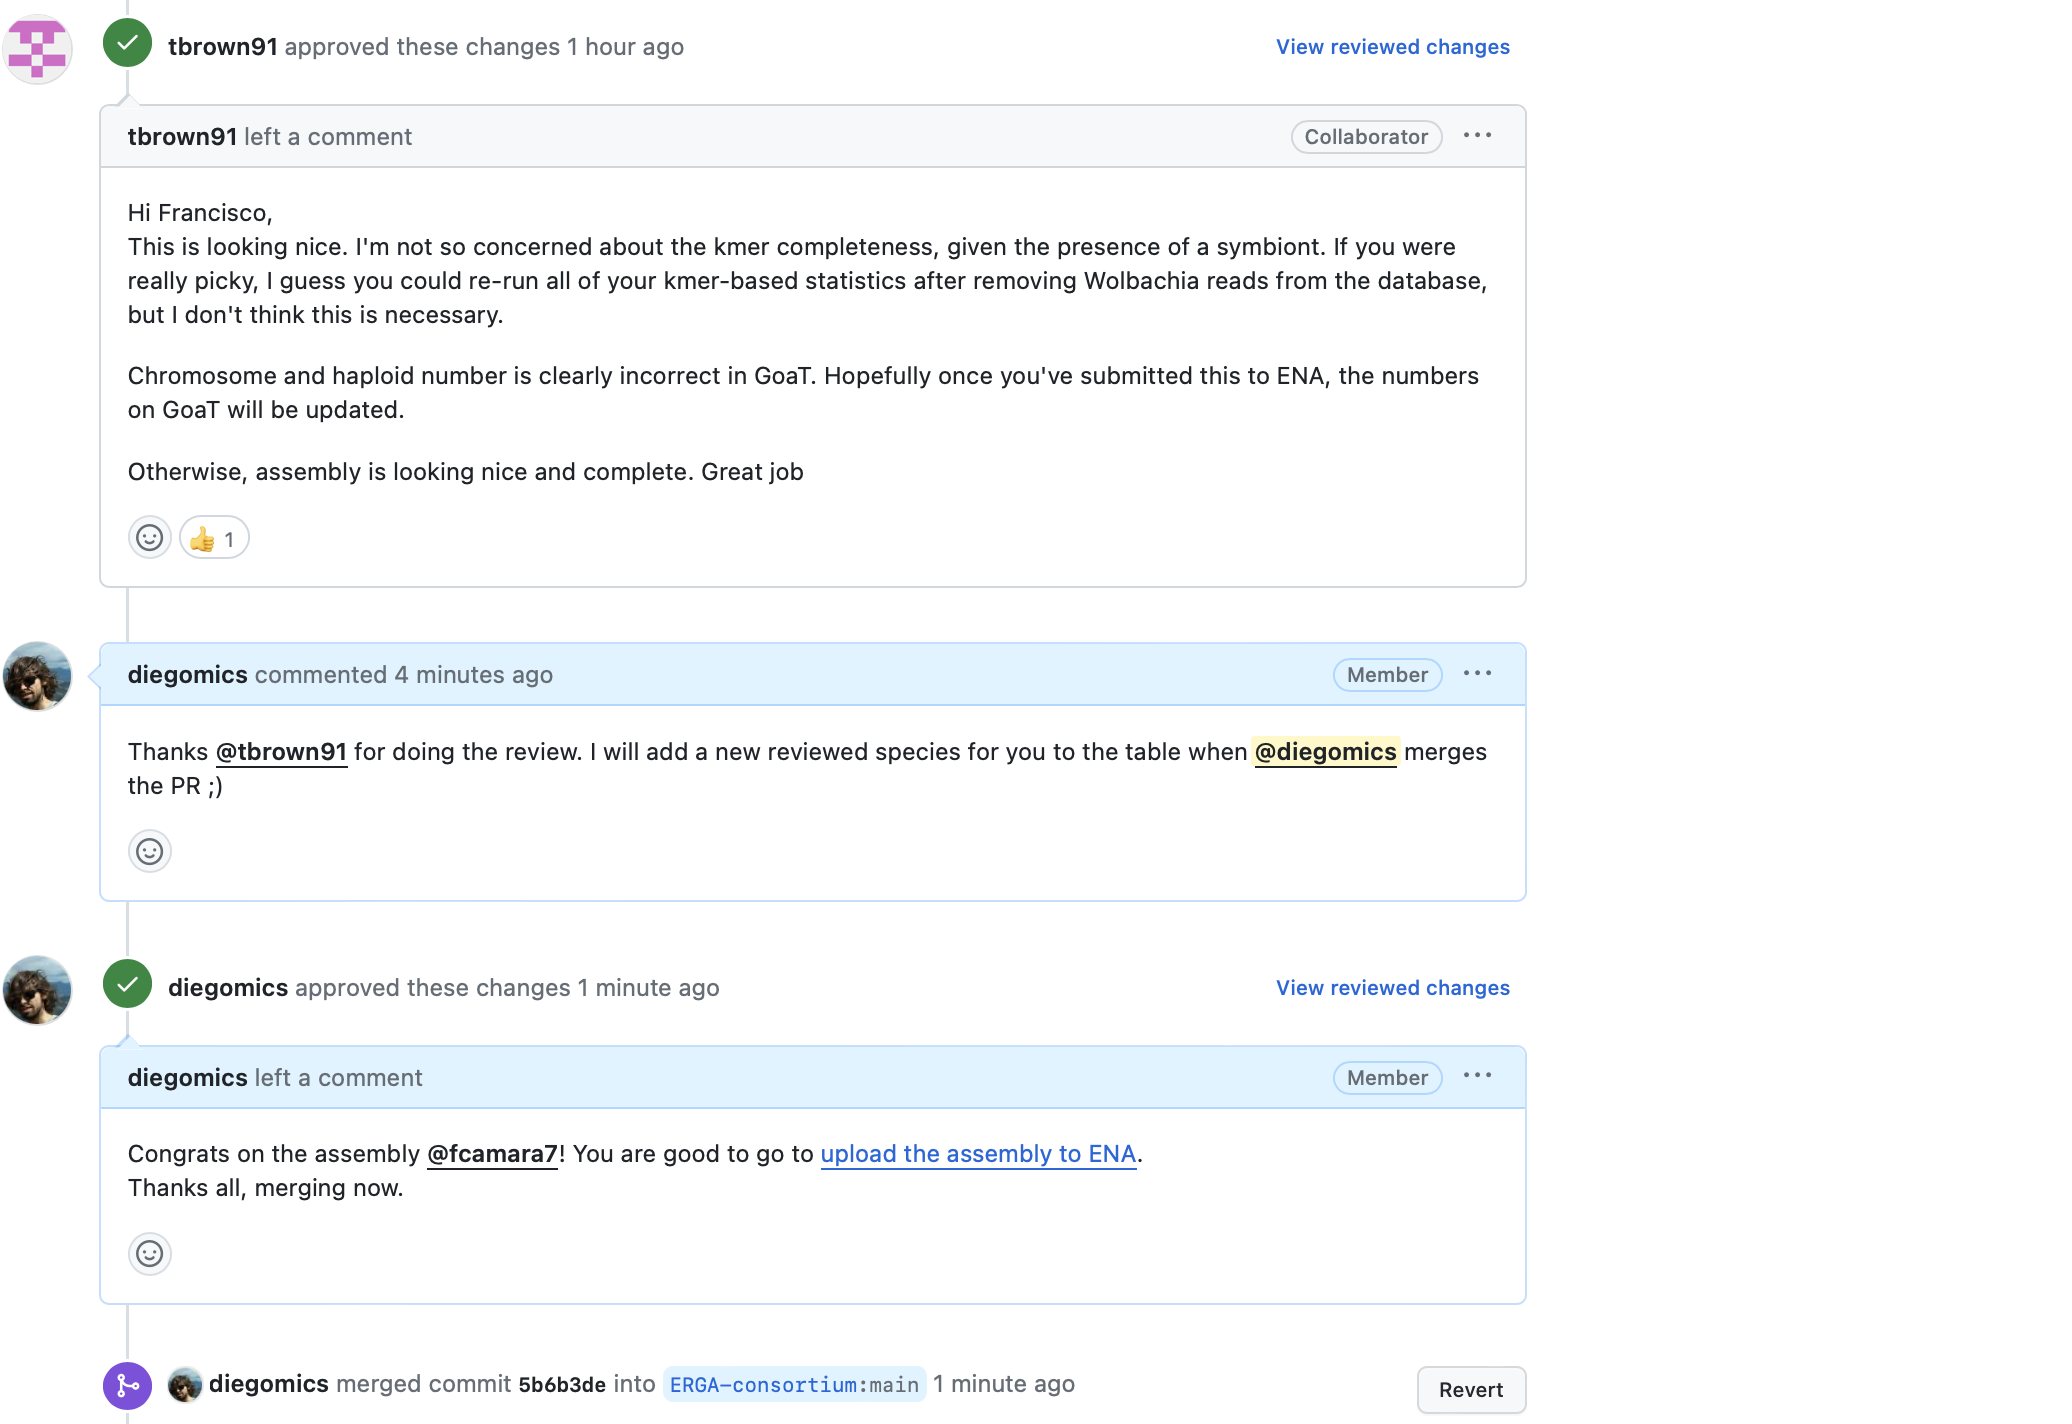 tbrown91 approved these changes 1 hour ago View reviewed changes
tbrown91 left a comment Collaborator ...
Hi Francisco,
This is looking nice. I'm not so concerned about the kmer completeness, given the presence of a symbiont. If you were
really picky, I guess you could re-run all of your kmer-based statistics after removing Wolbachia reads from the database,
but I don't think this is necessary.
Chromosome and haploid number is clearly incorrect in GoaT. Hopefully once you've submitted this to ENA, the numbers
on GoaT will be updated.
Otherwise, assembly is looking nice and complete. Great job
👍 1
diegomics commented 4 minutes ago Member ...
Thanks @tbrown91 for doing the review. I will add a new reviewed species for you to the table when @diegomics merges
the PR ;)
diegomics approved these changes 1 minute ago View reviewed changes
diegomics left a comment Member ...
Congrats on the assembly @fcamara7! You are good to go to upload the assembly to ENA.
Thanks all, merging now.
diegomics merged commit 5b6b3de into ERGA-consortium:main 1 minute ago Revert